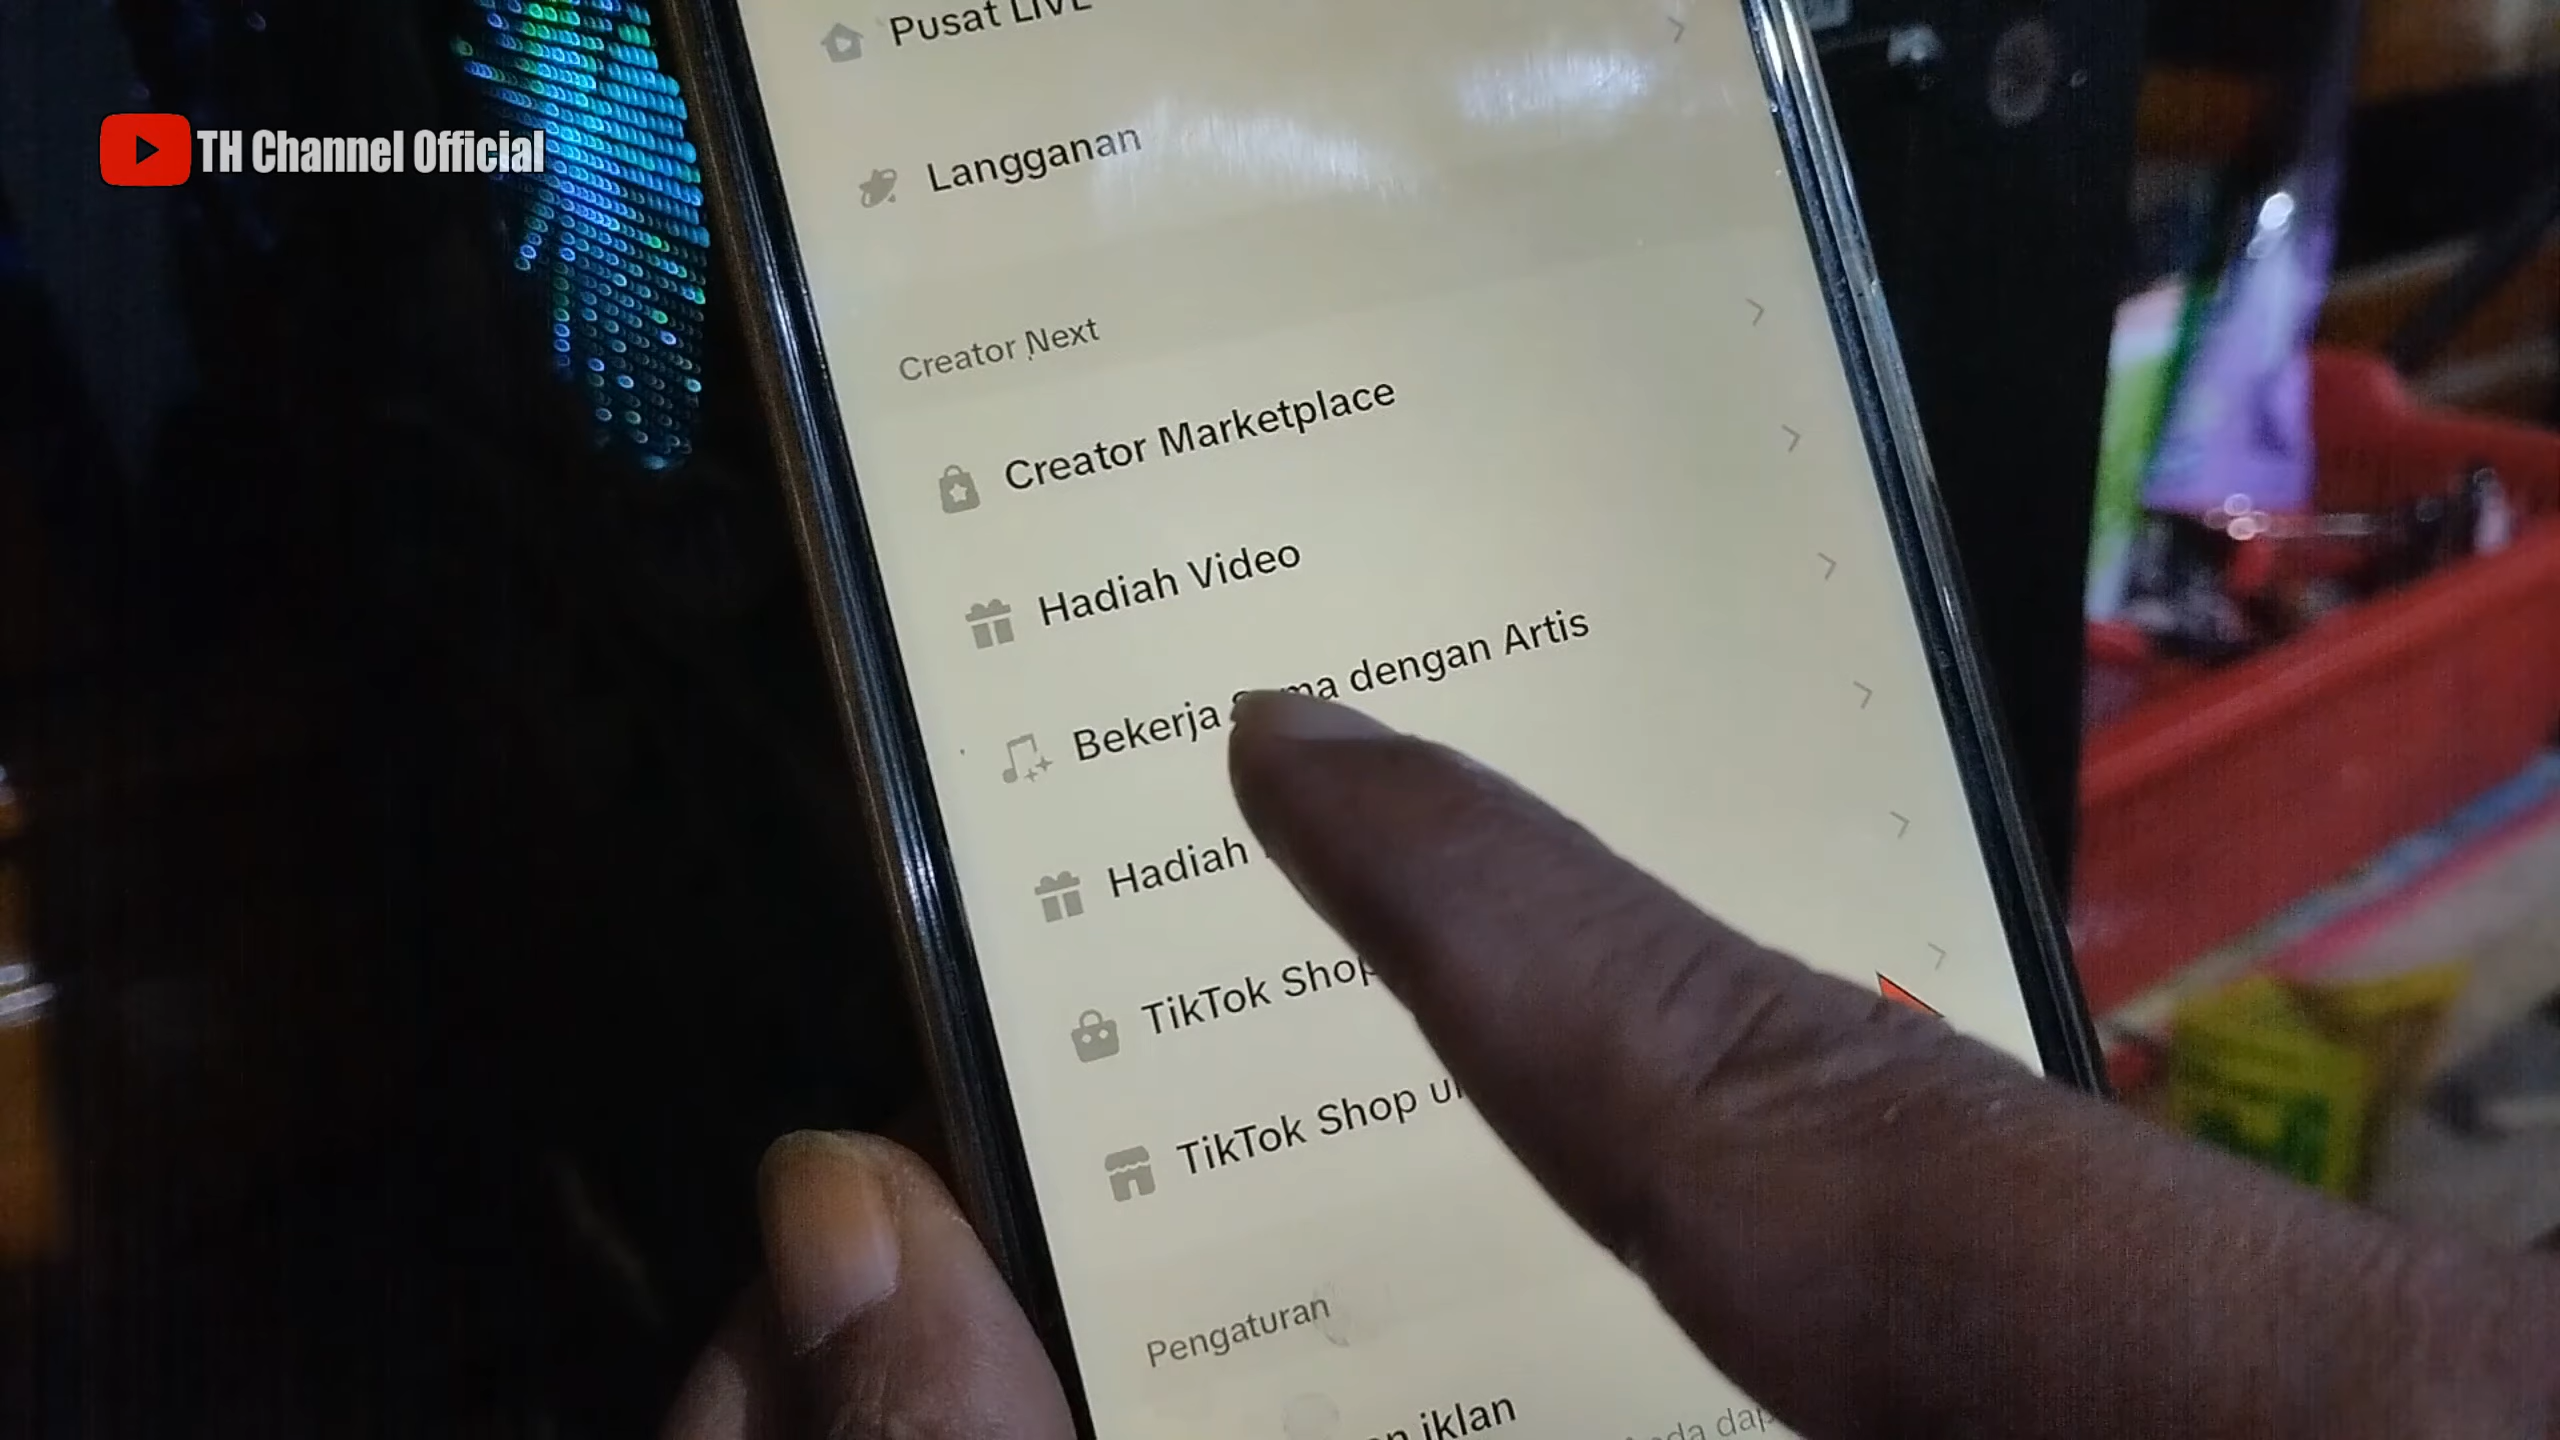 TH Channel Official
Pusat LIVE
Langganan
Creator Next
Creator Marketplace
Hadiah Video
Bekerja Sama dengan Artis
Hadiah
TikTok Shop
TikTok Shop
Pengaturan
iklan